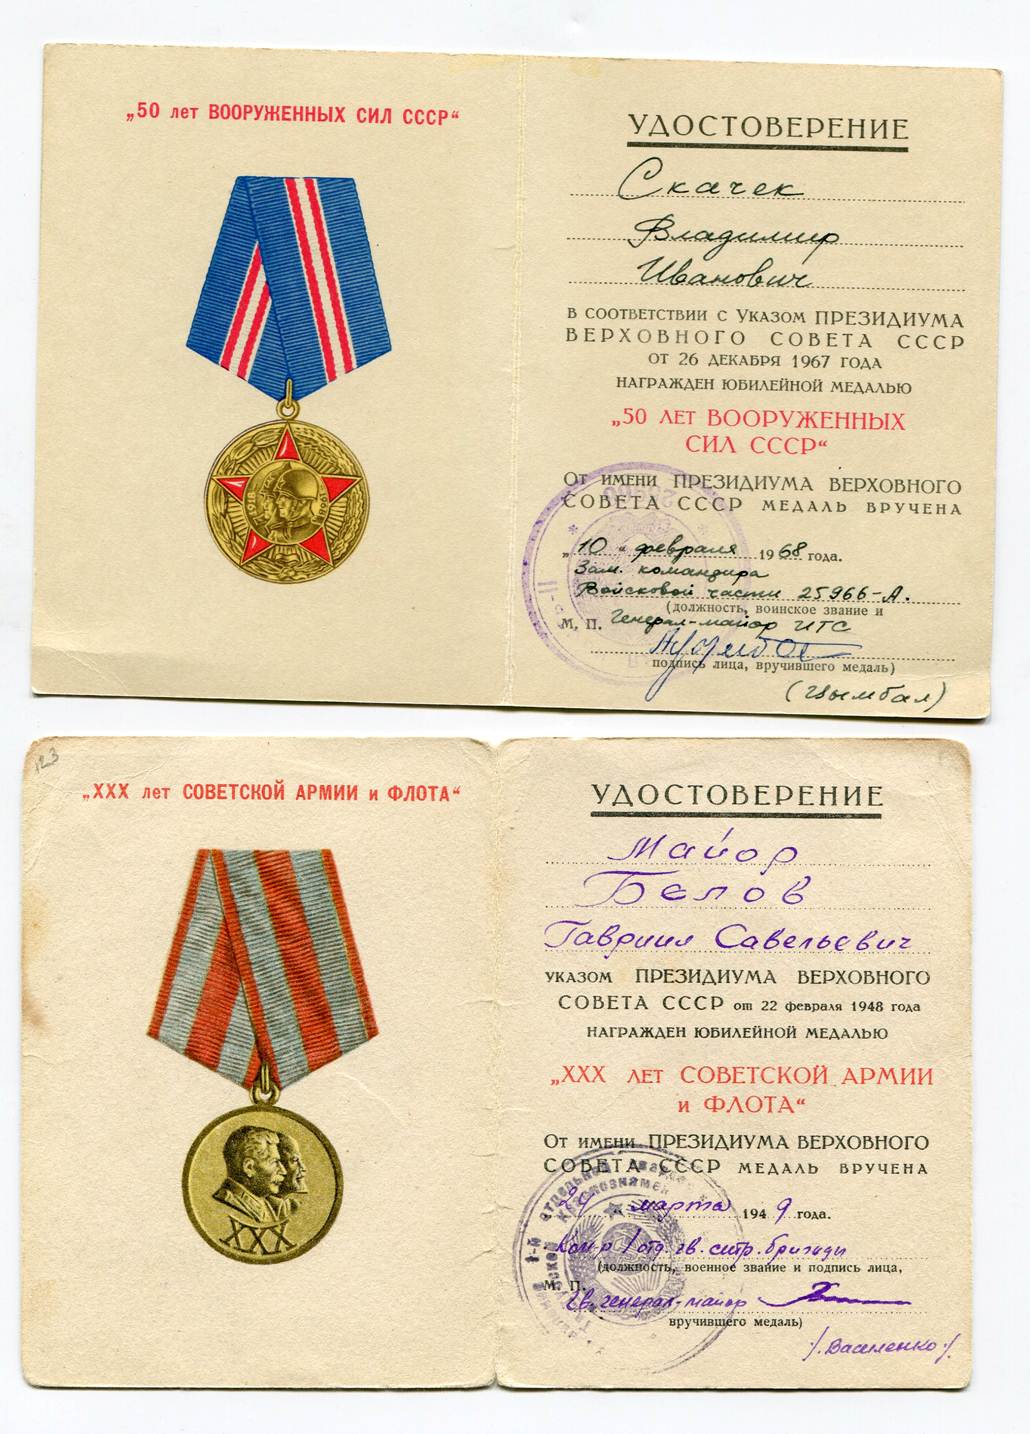 „50 лет ВООРУЖЕННЫХ СИЛ СССР“
УДОСТОВЕРЕНИЕ
Скачек
Владимир
Иванович
В СООТВЕТСТВИИ С УКАЗОМ ПРЕЗИДИУМА
ВЕРХОВНОГО СОВЕТА СССР
ОТ 26 ДЕКАБРЯ 1967 ГОДА
НАГРАЖДЕН ЮБИЛЕЙНОЙ МЕДАЛЬЮ
„50 ЛЕТ ВООРУЖЕННЫХ
СИЛ СССР“
ОТ ИМЕНИ ПРЕЗИДИУМА ВЕРХОВНОГО
СОВЕТА СССР МЕДАЛЬ ВРУЧЕНА
„10“ февраля 1968 года.
Зам. командира
Войсковой части 25966-А.
(должность, воинское звание и
М. П. Генерал-майор ИТС
подпись лица, вручившего медаль)
(Цымбал)
123
„XXX лет СОВЕТСКОЙ АРМИИ и ФЛОТА“
УДОСТОВЕРЕНИЕ
Майор
Белов
Гавриил Савельевич
УКАЗОМ ПРЕЗИДИУМА ВЕРХОВНОГО
СОВЕТА СССР от 22 февраля 1948 года
НАГРАЖДЕН ЮБИЛЕЙНОЙ МЕДАЛЬЮ
„XXX ЛЕТ СОВЕТСКОЙ АРМИИ
и ФЛОТА“
ОТ ИМЕНИ ПРЕЗИДИУМА ВЕРХОВНОГО
СОВЕТА СССР МЕДАЛЬ ВРУЧЕНА
марта 1949 года.
Ком-р 1 отд. гв. стр. бригады
(должность, военное звание и подпись лица,
М. П.
Гв. генерал-майор
вручившего медаль)
/. Василенко ./
XXX